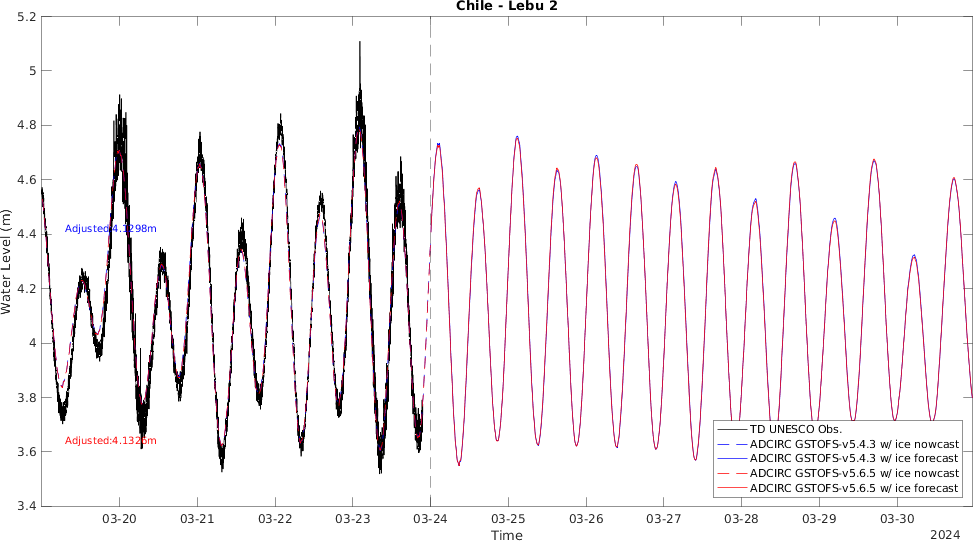 Chile - Lebu 2
5.2
5
4.8
4.6
4.4
4.2
4
3.8
3.6
3.4
Water Level (m)
Adjusted:4.1298m
Adjusted:4.1326m
TD UNESCO Obs.
ADCIRC GSTOFS-v5.4.3 w/ ice nowcast
ADCIRC GSTOFS-v5.4.3 w/ ice forecast
ADCIRC GSTOFS-v5.6.5 w/ ice nowcast
ADCIRC GSTOFS-v5.6.5 w/ ice forecast
03-20 03-21 03-22 03-23 03-24 03-25 03-26 03-27 03-28 03-29 03-30
Time
2024